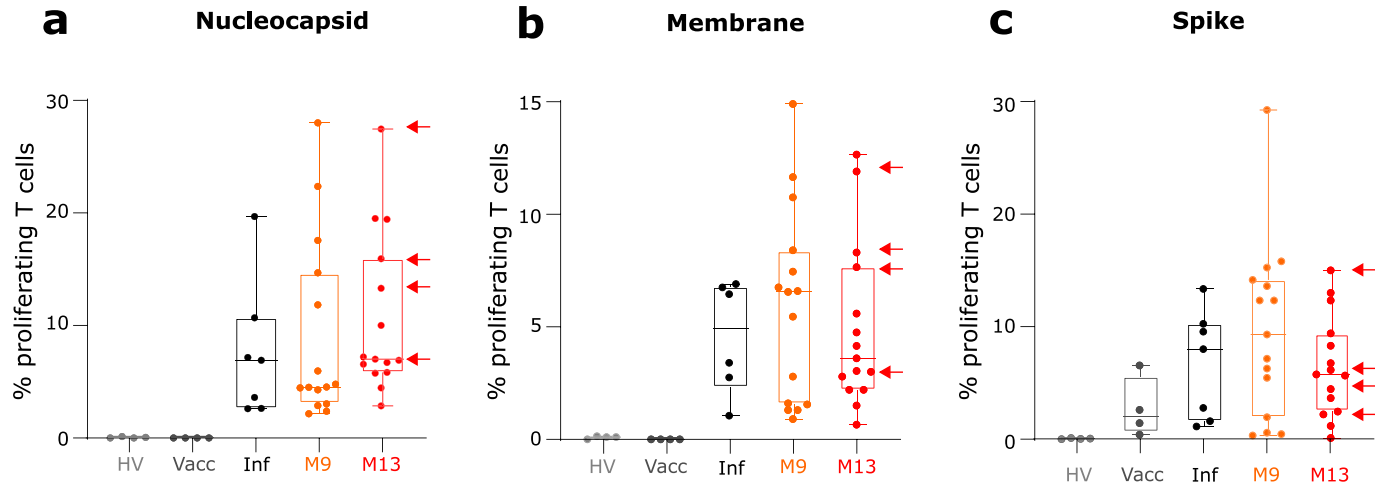 a Nucleocapsid
% proliferating T cells
30
20
10
0
HV Vacc Inf M9 M13
b Membrane
% proliferating T cells
15
10
5
0
HV Vacc Inf M9 M13
c Spike
% proliferating T cells
30
20
10
0
HV Vacc Inf M9 M13